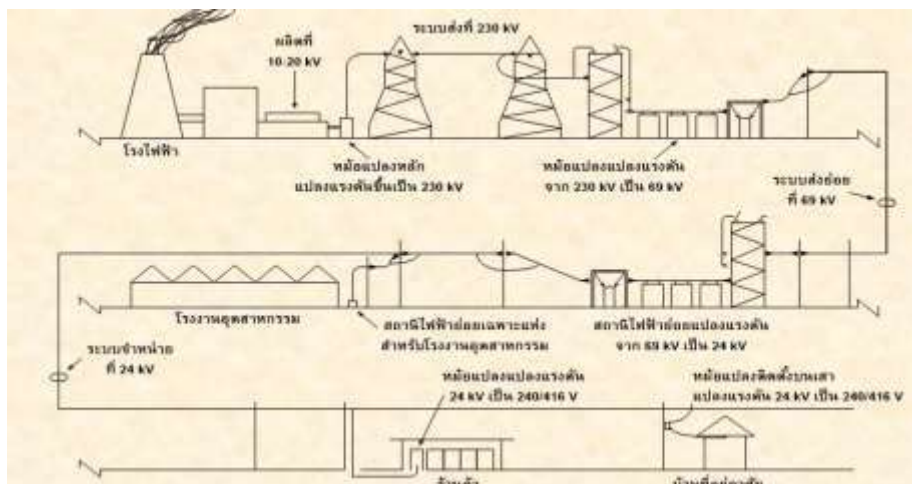 ระบบส่งที่ 230 kV
ผลิตที่
10-20 kV
โรงไฟฟ้า
หม้อแปลงหลัก
แปลงแรงดันขึ้นเป็น 230 kV
หม้อแปลงแปลงแรงดัน
จาก 230 kV เป็น 69 kV
ระบบส่งย่อย
ที่ 69 kV
โรงงานอุตสาหกรรม
สถานีไฟฟ้าย่อยเฉพาะแห่ง
สำหรับโรงงานอุตสาหกรรม
สถานีไฟฟ้าย่อยแปลงแรงดัน
จาก 69 kV เป็น 24 kV
ระบบจำหน่าย
ที่ 24 kV
หม้อแปลงแปลงแรงดัน
24 kV เป็น 240/416 V
หม้อแปลงติดตั้งบนเสา
แปลงแรงดัน 24 kV เป็น 240/416 V
บ้านที่อยู่อาศัย